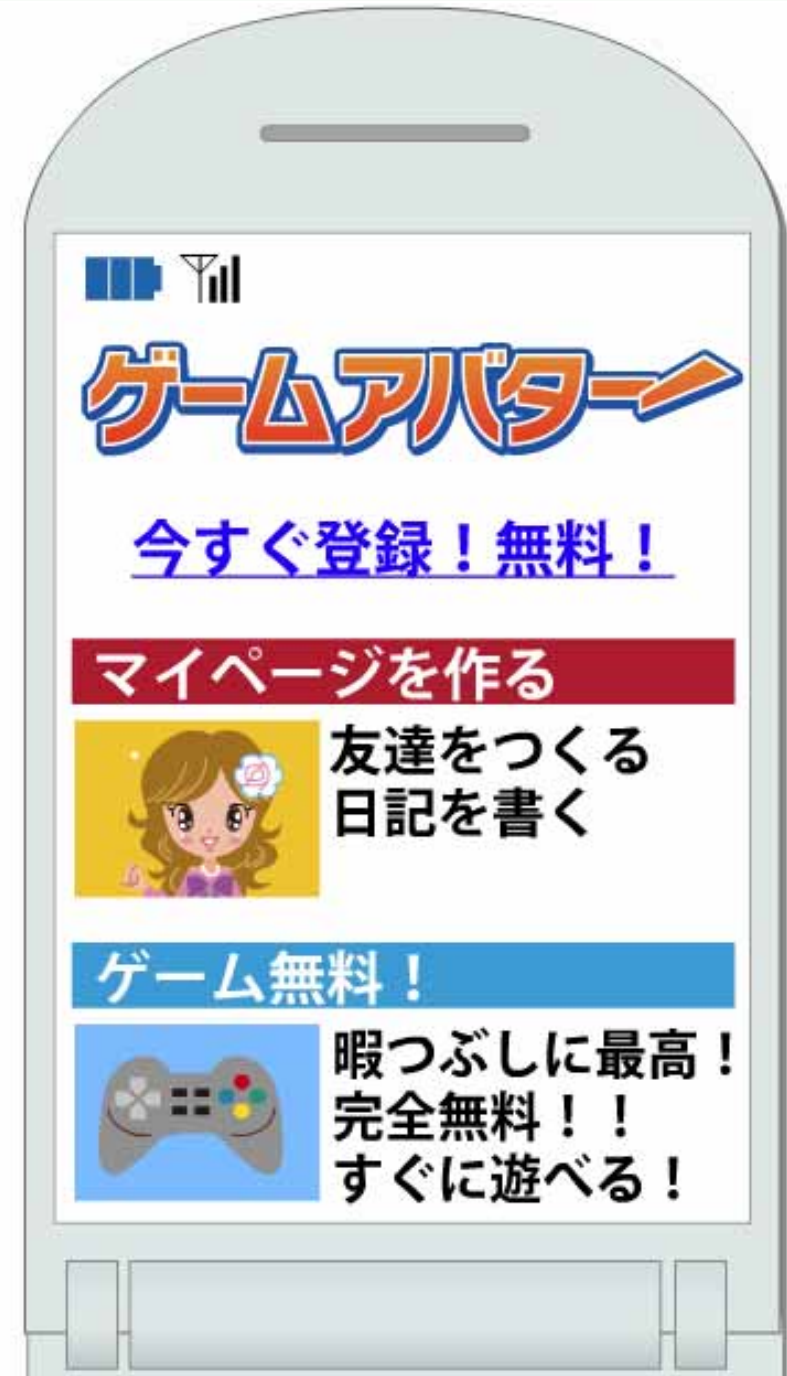 ゲームアバター
今すぐ登録！無料！
マイページを作る
友達をつくる
日記を書く
ゲーム無料！
暇つぶしに最高！
完全無料！！
すぐに遊べる！